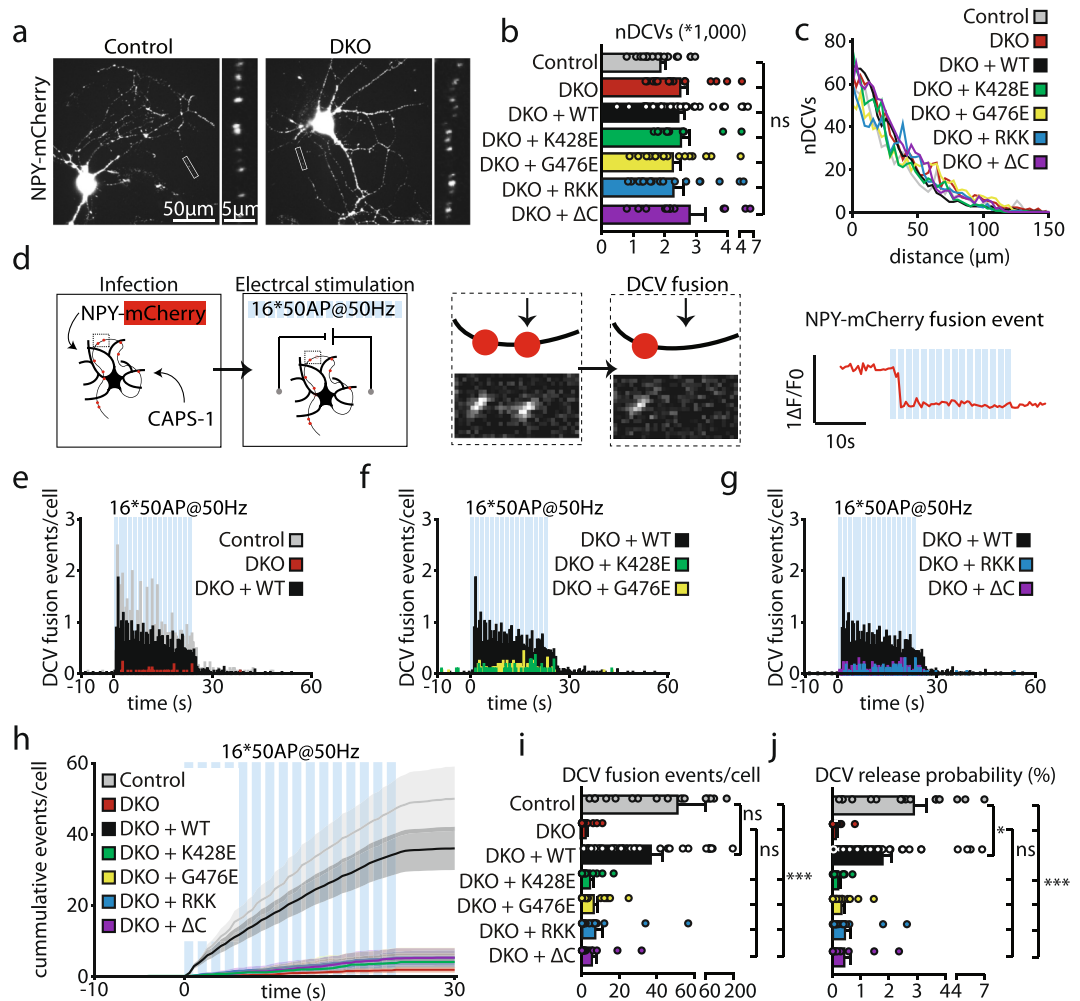 a
Control
DKO
NPY-mCherry
50µm
5µm
b
nDCVs (*1,000)
Control
DKO
DKO + WT
DKO + K428E
DKO + G476E
DKO + RKK
DKO + ΔC
ns
0 1 2 3 4 4 7
c
nDCVs
80
60
40
20
0
0 50 100 150
distance (µm)
Control
DKO
DKO + WT
DKO + K428E
DKO + G476E
DKO + RKK
DKO + ΔC
d
Infection
NPY-mCherry
CAPS-1
Electrcal stimulation
16*50AP@50Hz
DCV fusion
NPY-mCherry fusion event
1ΔF/F0
10s
e
DCV fusion events/cell
16*50AP@50Hz
3
2
1
0
Control
DKO
DKO + WT
-10 0 30 60
time (s)
f
DCV fusion events/cell
16*50AP@50Hz
3
2
1
0
DKO + WT
DKO + K428E
DKO + G476E
-10 0 30 60
time (s)
g
DCV fusion events/cell
16*50AP@50Hz
3
2
1
0
DKO + WT
DKO + RKK
DKO + ΔC
-10 0 30 60
time (s)
h
16*50AP@50Hz
cummulative events/cell
60
40
20
0
Control
DKO
DKO + WT
DKO + K428E
DKO + G476E
DKO + RKK
DKO + ΔC
-10 0 30
time (s)
i
DCV fusion events/cell
Control
DKO
DKO + WT
DKO + K428E
DKO + G476E
DKO + RKK
DKO + ΔC
ns
ns
***
0 20 40 60 60 200
j
DCV release probability (%)
*
ns
***
0 1 2 3 4 4 7